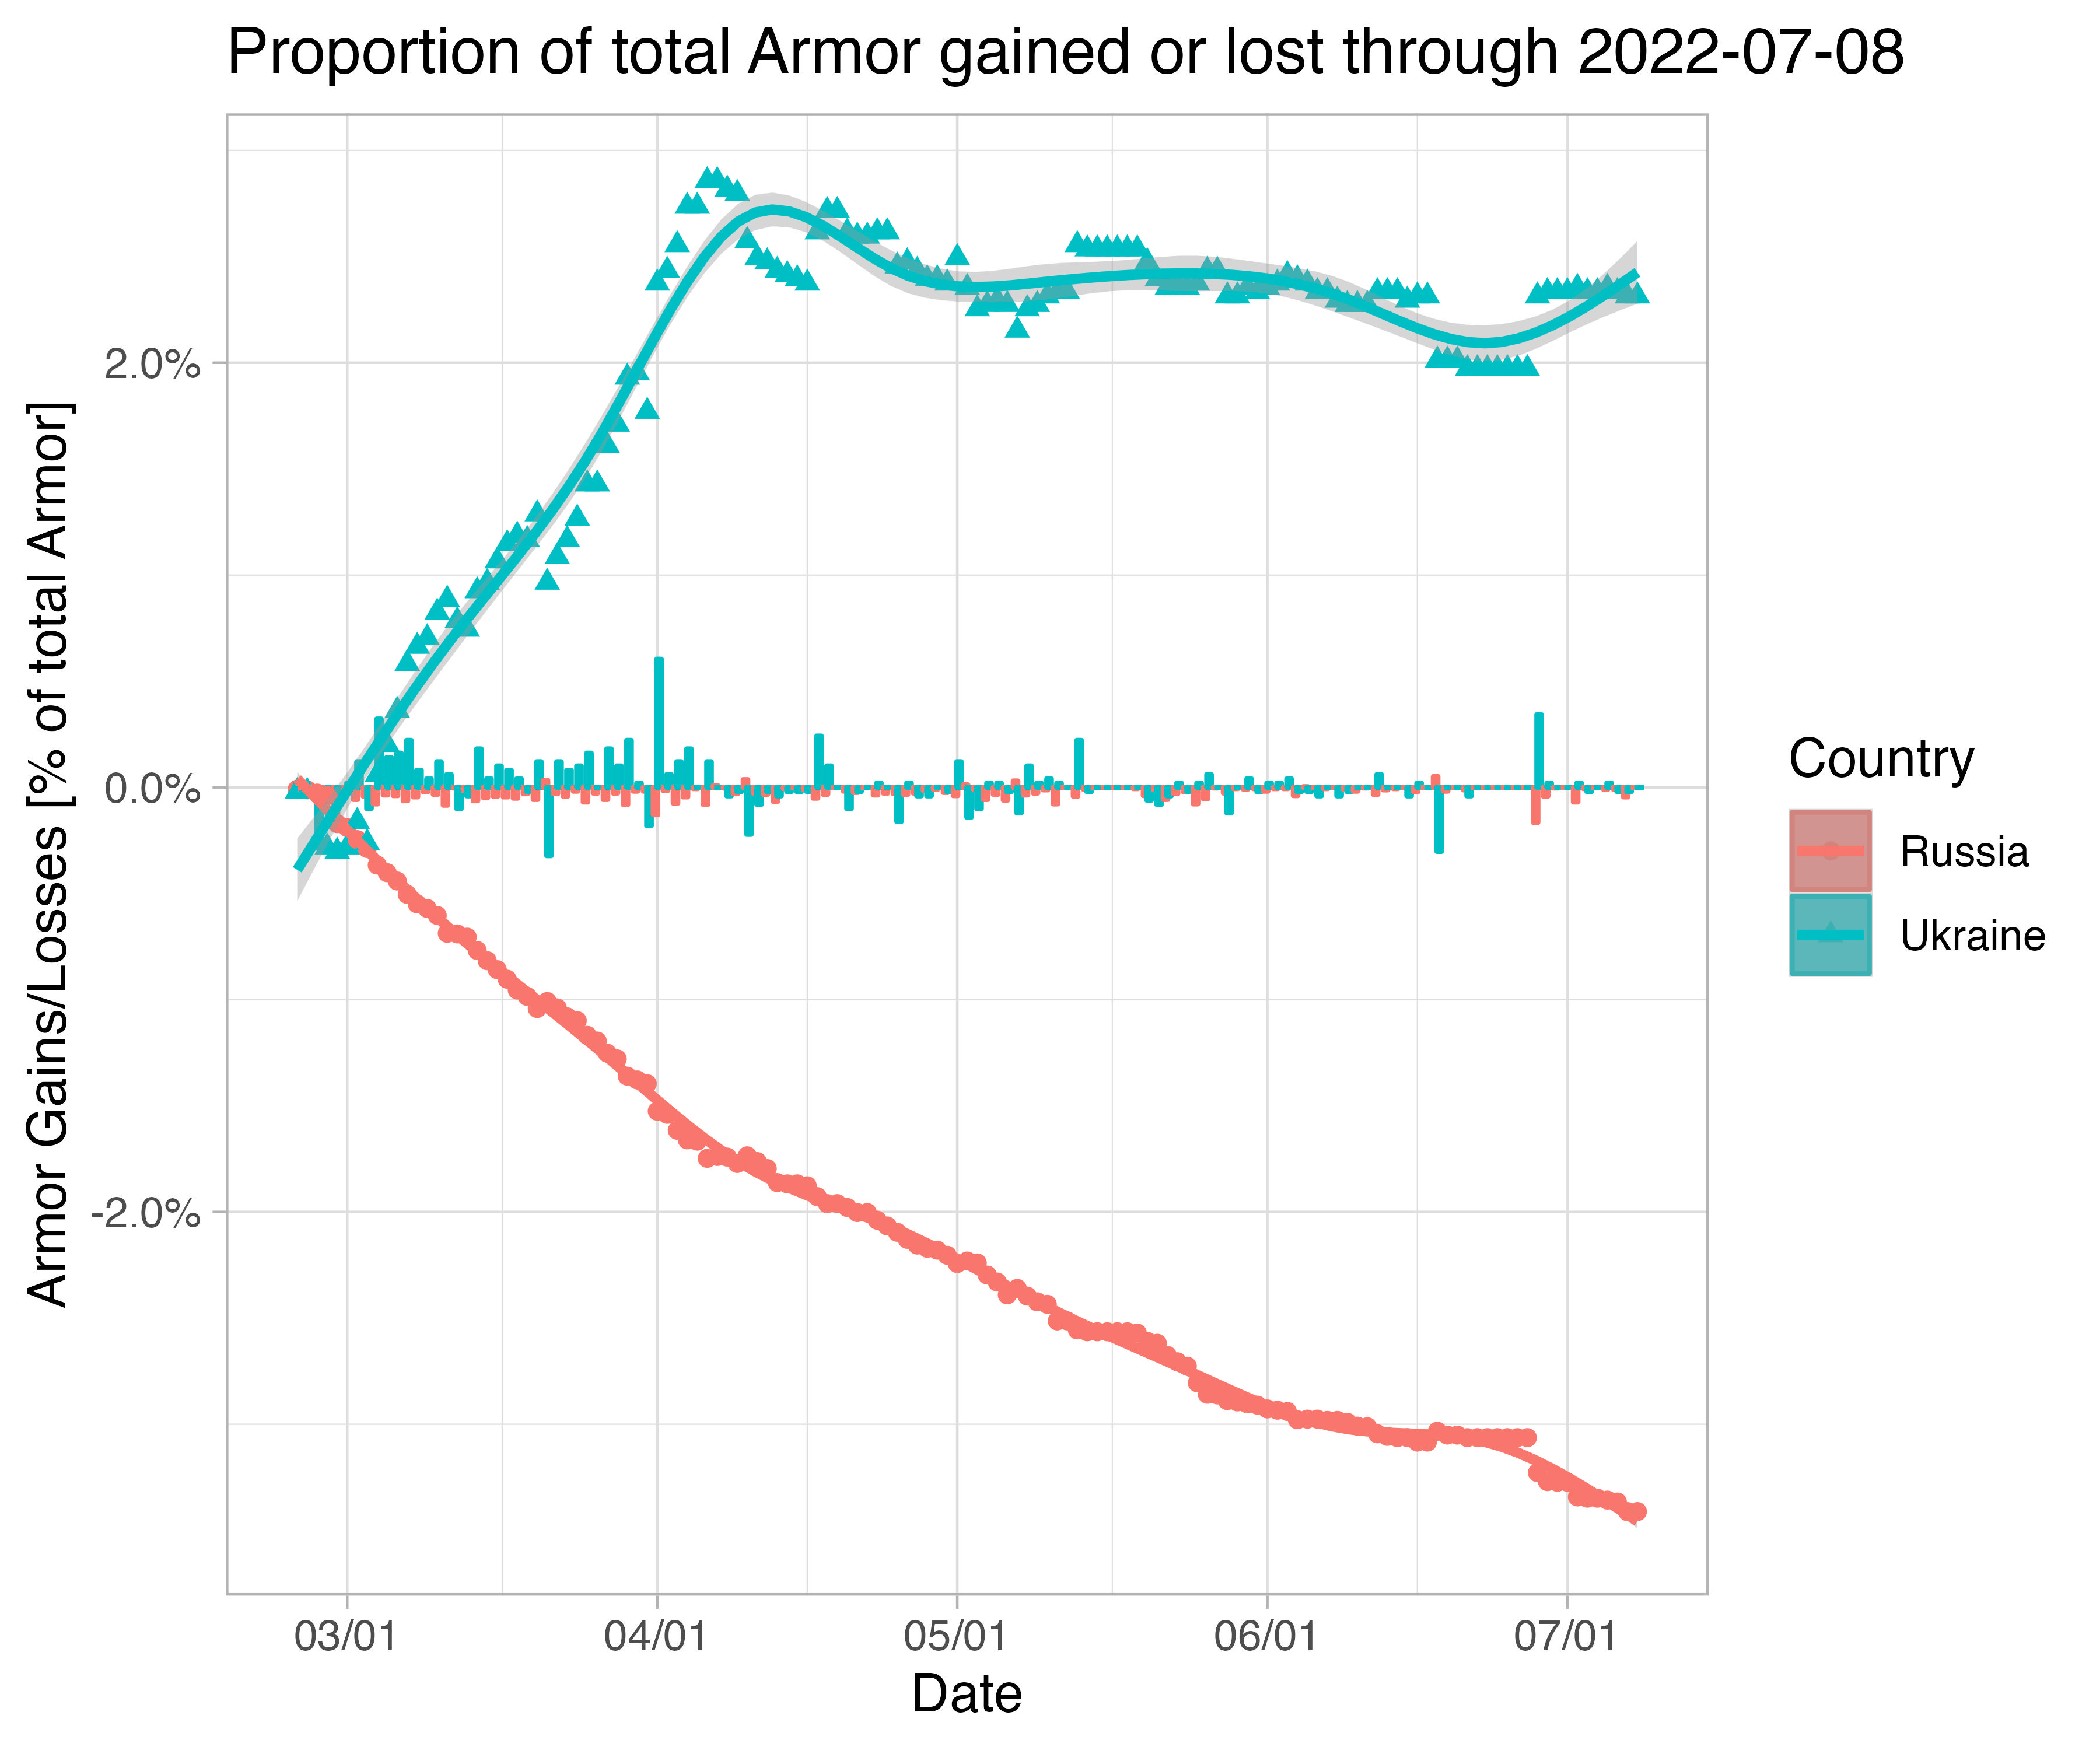 Proportion of total Armor gained or lost through 2022-07-08
Armor Gains/Losses [% of total Armor]
2.0%
0.0%
-2.0%
03/01
04/01
05/01
06/01
07/01
Date
Country
Russia
Ukraine